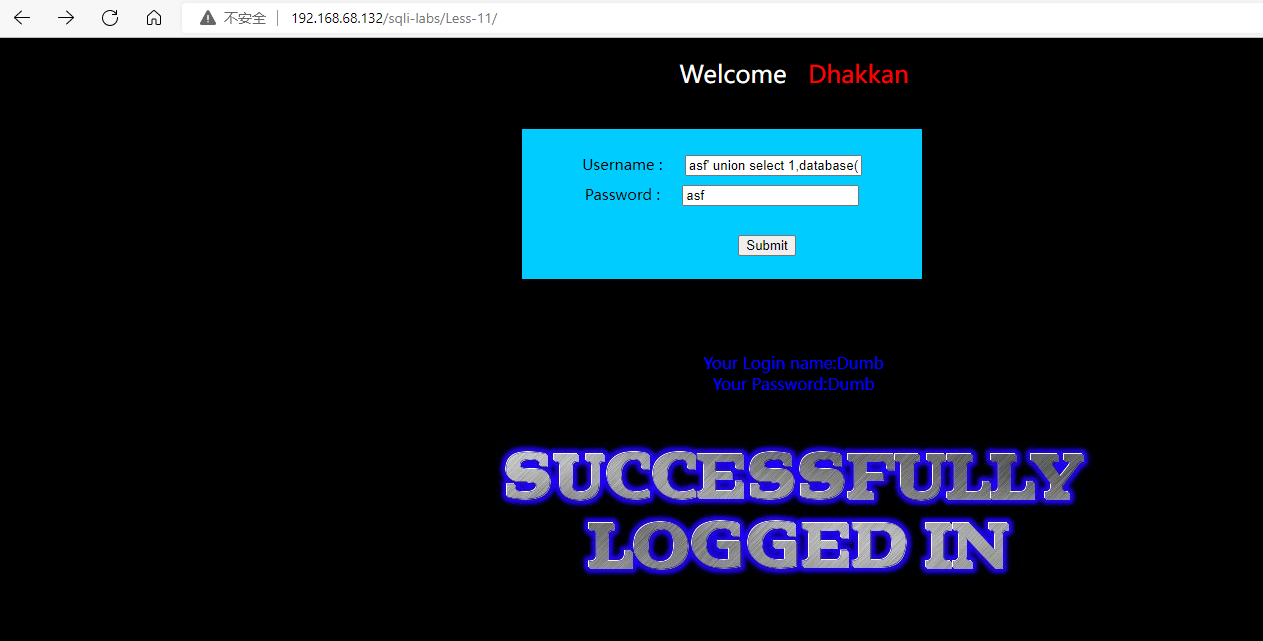 不安全 192.168.68.132/sqli-labs/Less-11/
Welcome Dhakkan
Username : asf' union select 1,database(
Password : asf
Submit
Your Login name:Dumb
Your Password:Dumb
SUCCESSFULLY
LOGGED IN